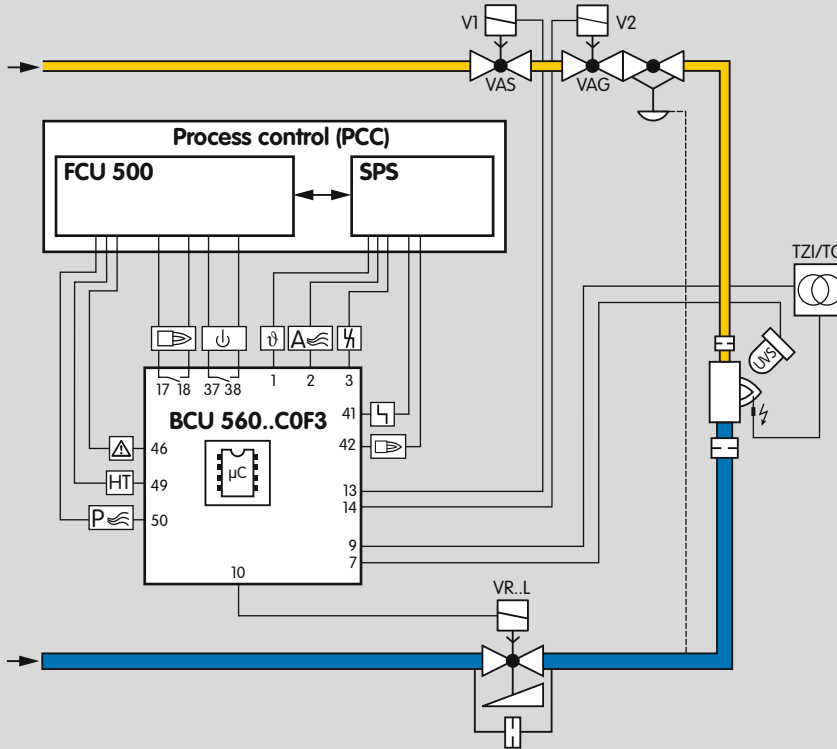 V1
V2
VAS
VAG
Process control (PCC)
FCU 500
SPS
TZI/TG
UVS
ϑ
A
17 18
37 38
1
2
3
BCU 560..C0F3
µC
41
42
46
HT
49
P
50
13
14
9
7
10
VR..L